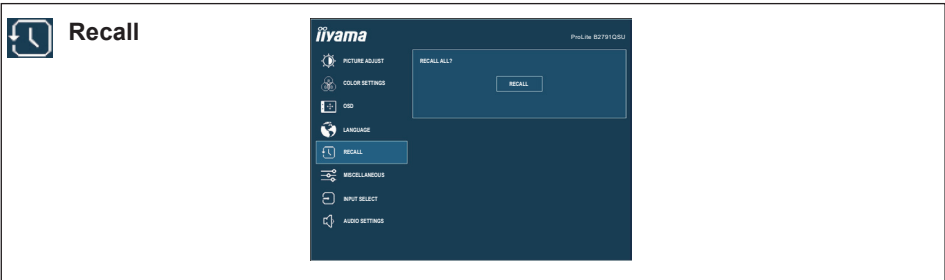 Recall
iiyama
ProLite B2791QSU
PICTURE ADJUST
RECALL ALL?
COLOR SETTINGS
RECALL
OSD
LANGUAGE
RECALL
MISCELLANEOUS
INPUT SELECT
AUDIO SETTINGS